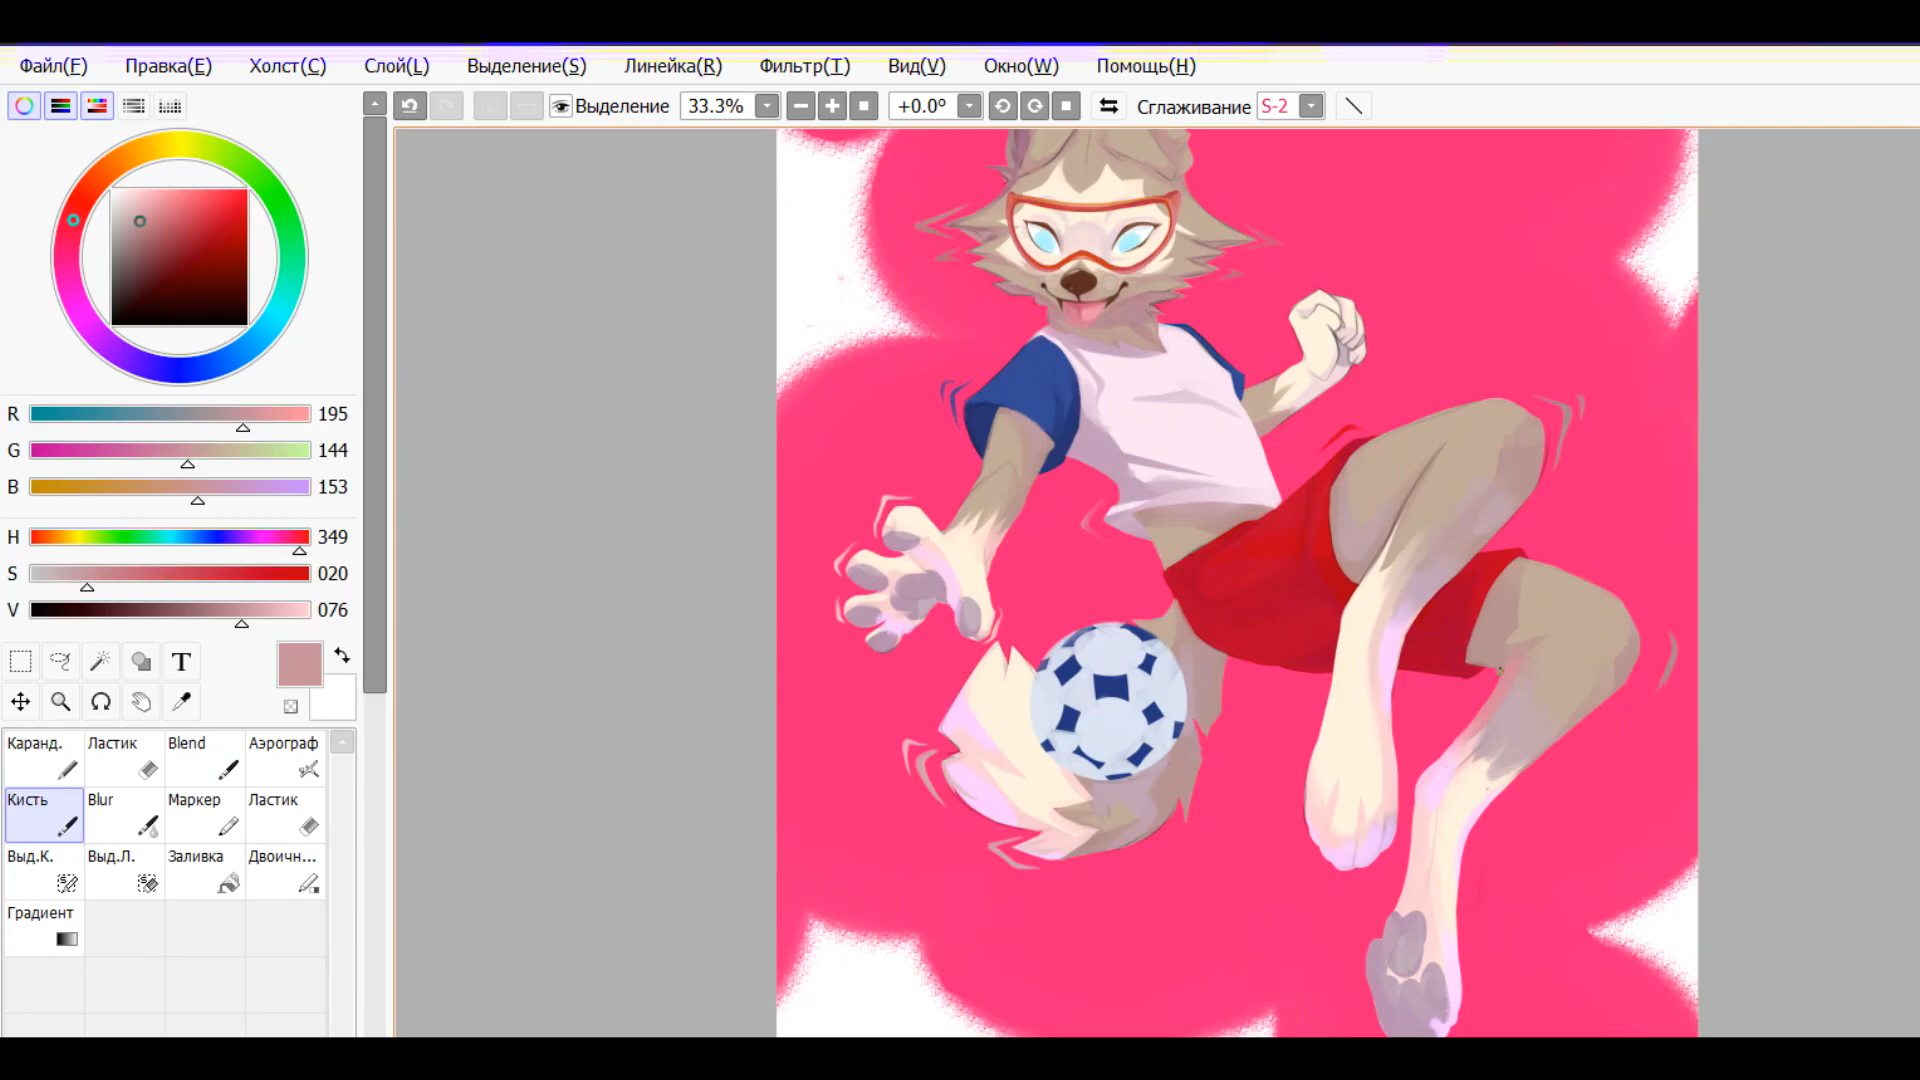 Файл(F) Правка(E) Холст(C) Слой(L) Выделение(S) Линейка(R) Фильтр(T) Вид(V) Окно(W) Помощь(H)
Выделение 33.3% +0.0º Сглаживание S-2
R 195
G 144
B 153
H 349
S 020
V 076
T
Каранд. Ластик Blend Аэрограф
Кисть Blur Маркер Ластик
Выд.К. Выд.Л. Заливка Двоичн...
Градиент